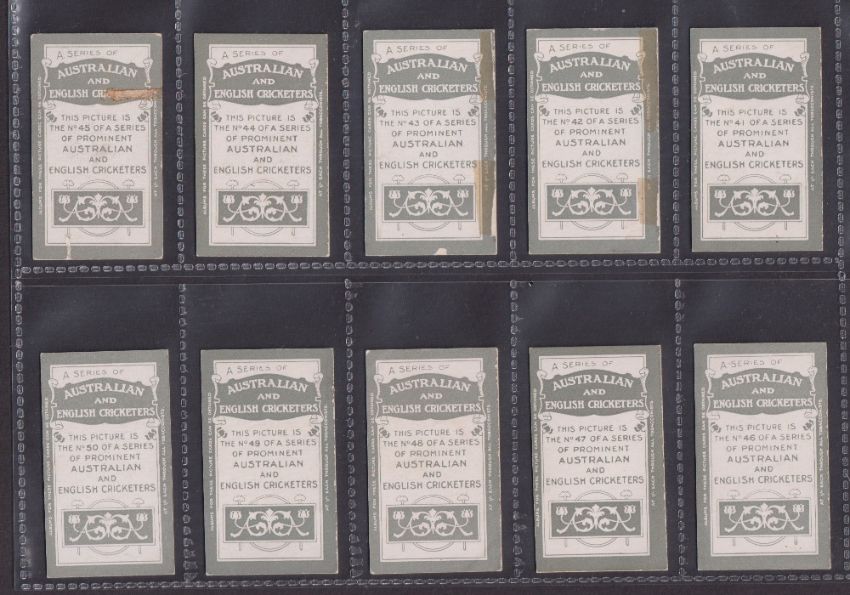 A SERIES OF
AUSTRALIAN
AND
ENGLISH CRICKETERS
THIS PICTURE IS
THE No 45 OF A SERIES
OF PROMINENT
AUSTRALIAN
AND
ENGLISH CRICKETERS
A SERIES OF
AUSTRALIAN
AND
ENGLISH CRICKETERS
THIS PICTURE IS
THE No 44 OF A SERIES
OF PROMINENT
AUSTRALIAN
AND
ENGLISH CRICKETERS
A SERIES OF
AUSTRALIAN
AND
ENGLISH CRICKETERS
THIS PICTURE IS
THE No 43 OF A SERIES
OF PROMINENT
AUSTRALIAN
AND
ENGLISH CRICKETERS
A SERIES OF
AUSTRALIAN
AND
ENGLISH CRICKETERS
THIS PICTURE IS
THE No 42 OF A SERIES
OF PROMINENT
AUSTRALIAN
AND
ENGLISH CRICKETERS
A SERIES OF
AUSTRALIAN
AND
ENGLISH CRICKETERS
THIS PICTURE IS
THE No 41 OF A SERIES
OF PROMINENT
AUSTRALIAN
AND
ENGLISH CRICKETERS
A SERIES OF
AUSTRALIAN
AND
ENGLISH CRICKETERS
THIS PICTURE IS
THE No 50 OF A SERIES
OF PROMINENT
AUSTRALIAN
AND
ENGLISH CRICKETERS
A SERIES OF
AUSTRALIAN
AND
ENGLISH CRICKETERS
THIS PICTURE IS
THE No 49 OF A SERIES
OF PROMINENT
AUSTRALIAN
AND
ENGLISH CRICKETERS
A SERIES OF
AUSTRALIAN
AND
ENGLISH CRICKETERS
THIS PICTURE IS
THE No 48 OF A SERIES
OF PROMINENT
AUSTRALIAN
AND
ENGLISH CRICKETERS
A SERIES OF
AUSTRALIAN
AND
ENGLISH CRICKETERS
THIS PICTURE IS
THE No 47 OF A SERIES
OF PROMINENT
AUSTRALIAN
AND
ENGLISH CRICKETERS
A SERIES OF
AUSTRALIAN
AND
ENGLISH CRICKETERS
THIS PICTURE IS
THE No 46 OF A SERIES
OF PROMINENT
AUSTRALIAN
AND
ENGLISH CRICKETERS